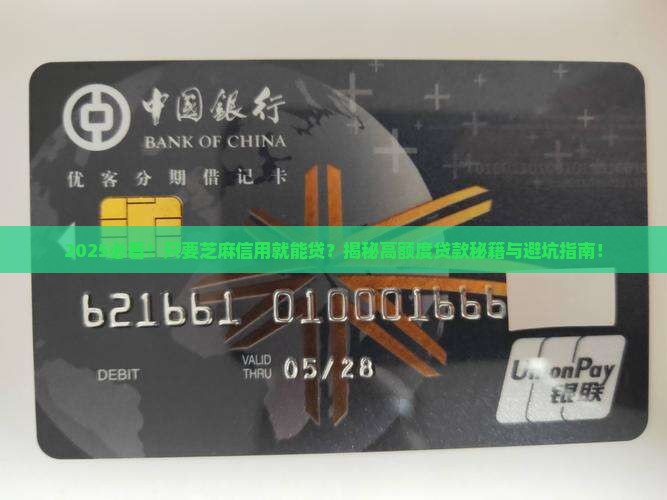 中国银行
BANK OF CHINA
优客分期借记卡
2025必看！只要芝麻信用就能贷？揭秘高额度贷款秘籍与避坑指南！
621661 010001666
DEBIT
VALID THRU 05/28
UnionPay
银联